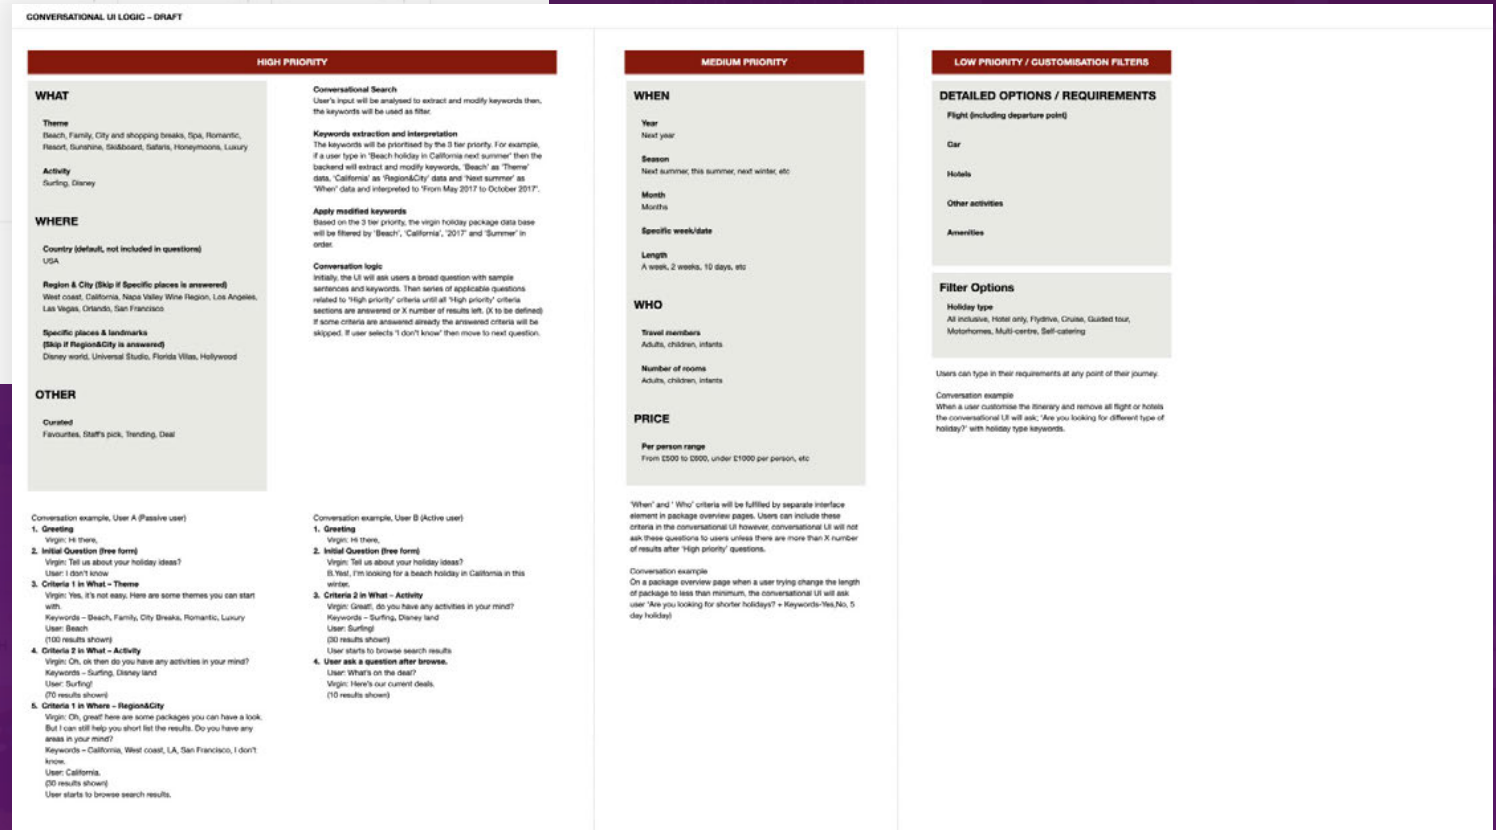 CONVERSATIONAL UI LOGIC – DRAFT
HIGH PRIORITY
WHAT
Theme
Beach, Family, City and shopping breaks, Spa, Romantic,
Resort, Sunshine, Ski&board, Safaris, Honeymoons, Luxury
Activity
Surfing, Disney
WHERE
Country (default, not included in questions)
USA
Region & City (Skip if Specific places is answered)
West coast, California, Napa Valley Wine Region, Los Angeles,
Las Vegas, Orlando, San Francisco
Specific places & landmarks
(Skip if Region&City is answered)
Disney world, Universal Studio, Florida Villas, Hollywood
OTHER
Curated
Favourites, Staff's pick, Trending, Deal
Conversational Search
User's input will be analysed to extract and modify keywords then,
the keywords will be used as filter.
Keywords extraction and interpretation
The keywords will be prioritised by the 3 tier priority. For example,
if a user type in 'Beach holiday in California next summer' then the
backend will extract and modify keywords, 'Beach' as 'Theme'
data, 'California' as 'Region&City' data and 'Next summer' as
'When' data and interpreted to 'From May 2017 to October 2017'.
Apply modified keywords
Based on the 3 tier priority, the virgin holiday package data base
will be filtered by 'Beach', 'California', '2017' and 'Summer' in
order.
Conversation logic
Initially, the UI will ask users a broad question with sample
sentences and keywords. Then series of applicable questions
related to 'High priority' criteria until all 'High priority' criteria
sections are answered or X number of results left. (X to be defined)
If some criteria are answered already the answered criteria will be
skipped. If user selects 'I don't know' then move to next question.
Conversation example, User A (Passive user)
1. Greeting
Virgin: Hi there,
2. Initial Question (free form)
Virgin: Tell us about your holiday ideas?
User: I don't know
3. Criteria 1 in What – Theme
Virgin: Yes, it's not easy. Here are some themes you can start
with.
Keywords – Beach, Family, City Breaks, Romantic, Luxury
User: Beach
(100 results shown)
4. Criteria 2 in What – Activity
Virgin: Oh, ok then do you have any activities in your mind?
Keywords – Surfing, Disney land
User: Surfing!
(70 results shown)
5. Criteria 1 in Where – Region&City
Virgin: Oh, great! here are some packages you can have a look.
But I can still help you short list the results. Do you have any
areas in your mind?
Keywords – California, West coast, LA, San Francisco, I don't
know.
User: California.
(30 results shown)
User starts to browse search results.
Conversation example, User B (Active user)
1. Greeting
Virgin: Hi there,
2. Initial Question (free form)
Virgin: Tell us about your holiday ideas?
B.Yes!, I'm looking for a beach holiday in California in this
winter.
3. Criteria 2 in What – Activity
Virgin: Great!, do you have any activities in your mind?
Keywords – Surfing, Disney land
User: Surfing!
(30 results shown)
User starts to browse search results
4. User ask a question after browse.
User: What's on the deal?
Virgin: Here's our current deals.
(10 results shown)
MEDIUM PRIORITY
WHEN
Year
Next year
Season
Next summer, this summer, next winter, etc
Month
Months
Specific week/date
Length
A week, 2 weeks, 10 days, etc
WHO
Travel members
Adults, children, infants
Number of rooms
Adults, children, infants
PRICE
Per person range
From £500 to £600, under £1000 per person, etc
'When' and ' Who' criteria will be fulfilled by separate interface
element in package overview pages. Users can include these
criteria in the conversational UI however, conversational UI will not
ask these questions to users unless there are more than X number
of results after 'High priority' questions.
Conversation example
On a package overview page when a user trying change the length
of package to less than minimum, the conversational UI will ask
user 'Are you looking for shorter holidays? + Keywords-Yes,No, 5
day holiday)
LOW PRIORITY / CUSTOMISATION FILTERS
DETAILED OPTIONS / REQUIREMENTS
Flight (including departure point)
Car
Hotels
Other activities
Amenities
Filter Options
Holiday type
All inclusive, Hotel only, Flydrive, Cruise, Guided tour,
Motorhomes, Multi-centre, Self-catering
Users can type in their requirements at any point of their journey.
Conversation example
When a user customise the itinerary and remove all flight or hotels
the conversational UI will ask; 'Are you looking for different type of
holiday?' with holiday type keywords.